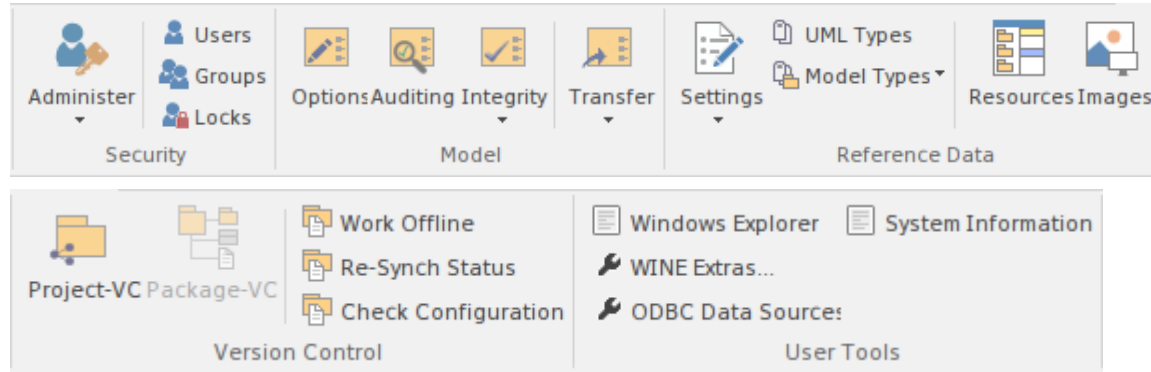 Administer
Users
Groups
Locks
Security
Options Auditing Integrity Transfer
Model
Settings
UML Types
Model Types
Resources Images
Reference Data
Project-VC Package-VC
Work Offline
Re-Synch Status
Check Configuration
Version Control
Windows Explorer System Information
WINE Extras...
ODBC Data Sources
User Tools